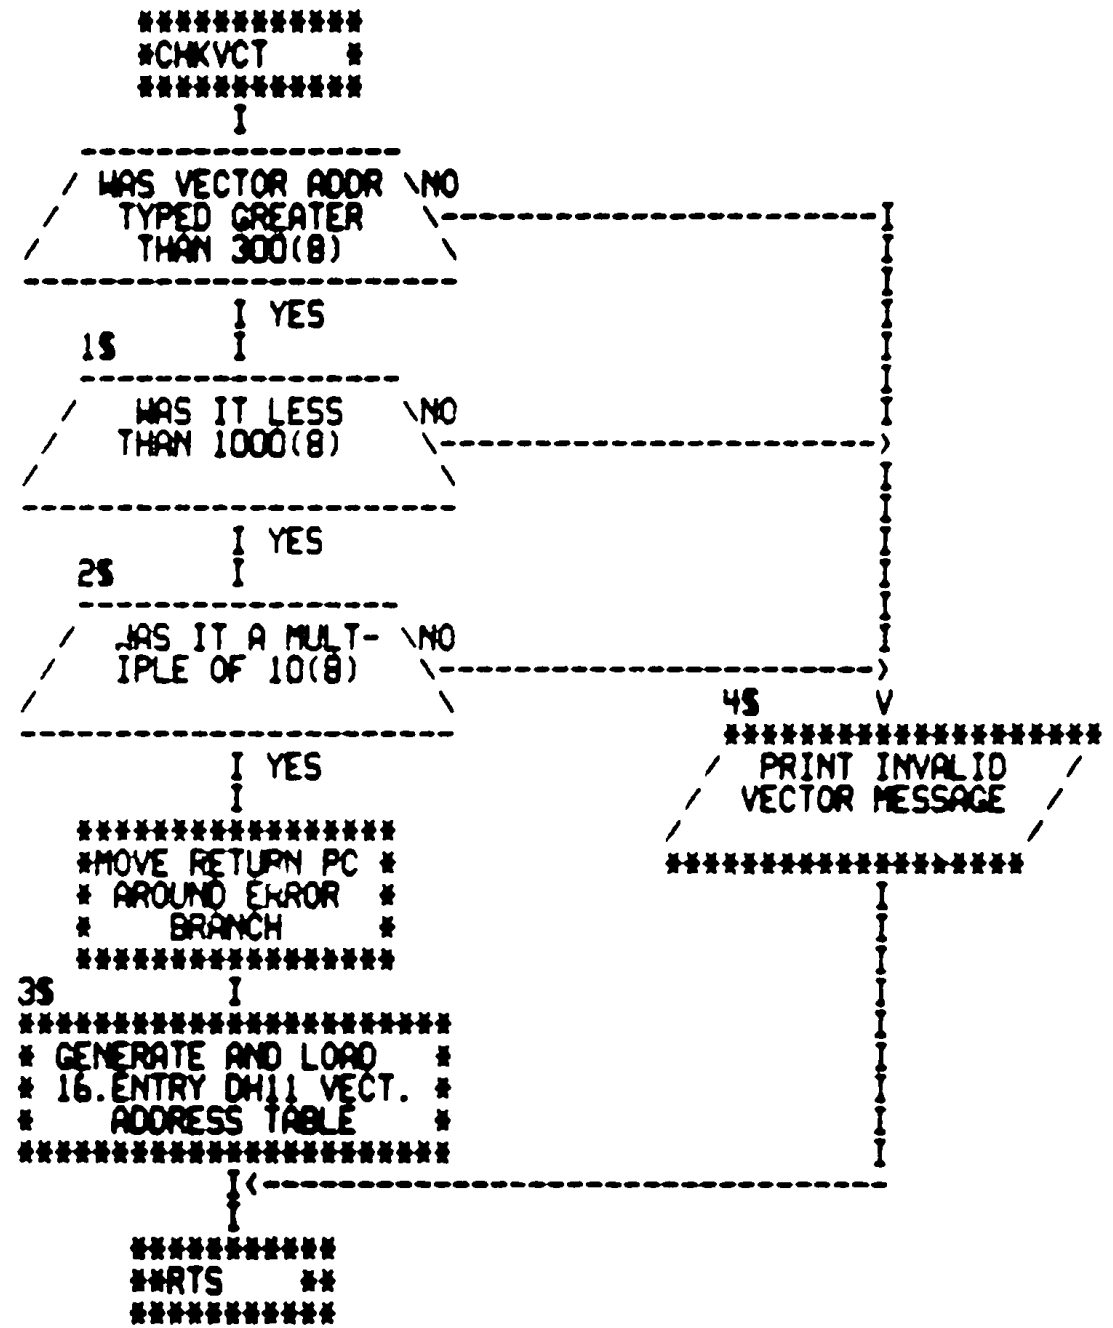 *CHKVCT *
WAS VECTOR ADDR NO
TYPED GREATER
THAN 300(8)
I YES
1$
WAS IT LESS NO
THAN 1000(8)
I YES
2$
WAS IT A MULT- NO
IPLE OF 10(8)
4$
I YES
PRINT INVALID
VECTOR MESSAGE
*MOVE RETURN PC *
* AROUND ERROR *
* BRANCH *
3$
* GENERATE AND LOAD *
* 16.ENTRY DH11 VECT. *
* ADDRESS TABLE *
**RTS **